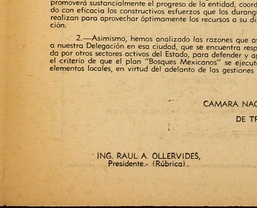 promoverá sustancialmente el progreso de la entidad, coord
do con eficacia los constructivos esfuerzos que los durang
realizan para aprovechar óptimamente los recursos a su di
ción.
2.—Asimismo, hemos analizado las razones que a
a nuestra Delegación en esa ciudad, que se encuentra resp
da por otros sectores activos del Estado, para defender y a
el criterio de que el plan "Bosques Mexicanos" se ejecut
elementos locales, en virtud del adelanto de las gestiones
CAMARA NAC
DE TR
ING. RAUL A. OLLERVIDES,
Presidente.- (Rúbrica).